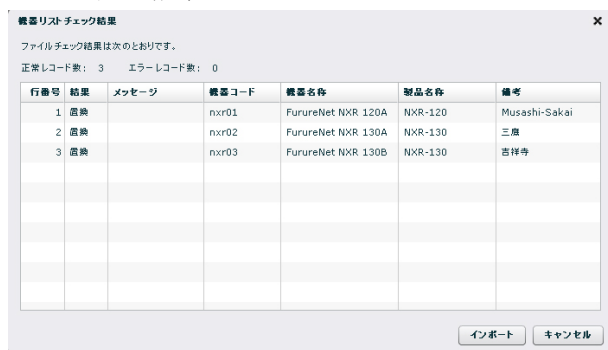 機器リストチェック結果
ファイルチェック結果は次のとおりです。
正常レコード数: 3 エラーレコード数: 0
行番号 結果 メッセージ 機器コード 機器名称 製品名称 備考
1 置換 nxr01 FurureNet NXR 120A NXR-120 Musashi-Sakai
2 置換 nxr02 FurureNet NXR 130A NXR-130 三鷹
3 置換 nxr03 FurureNet NXR 130B NXR-130 吉祥寺
インポート キャンセル